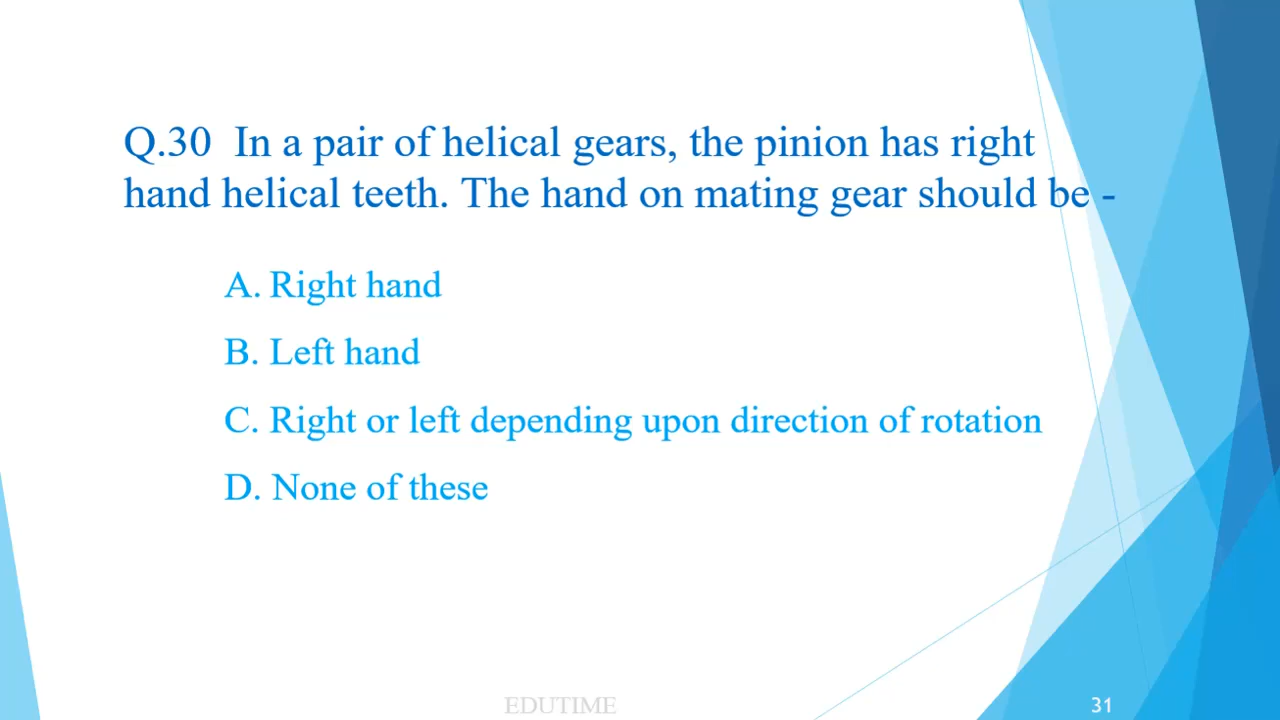 Q.30 In a pair of helical gears, the pinion has right
hand helical teeth. The hand on mating gear should be -
A. Right hand
B. Left hand
C. Right or left depending upon direction of rotation
D. None of these
EDUTIME
31